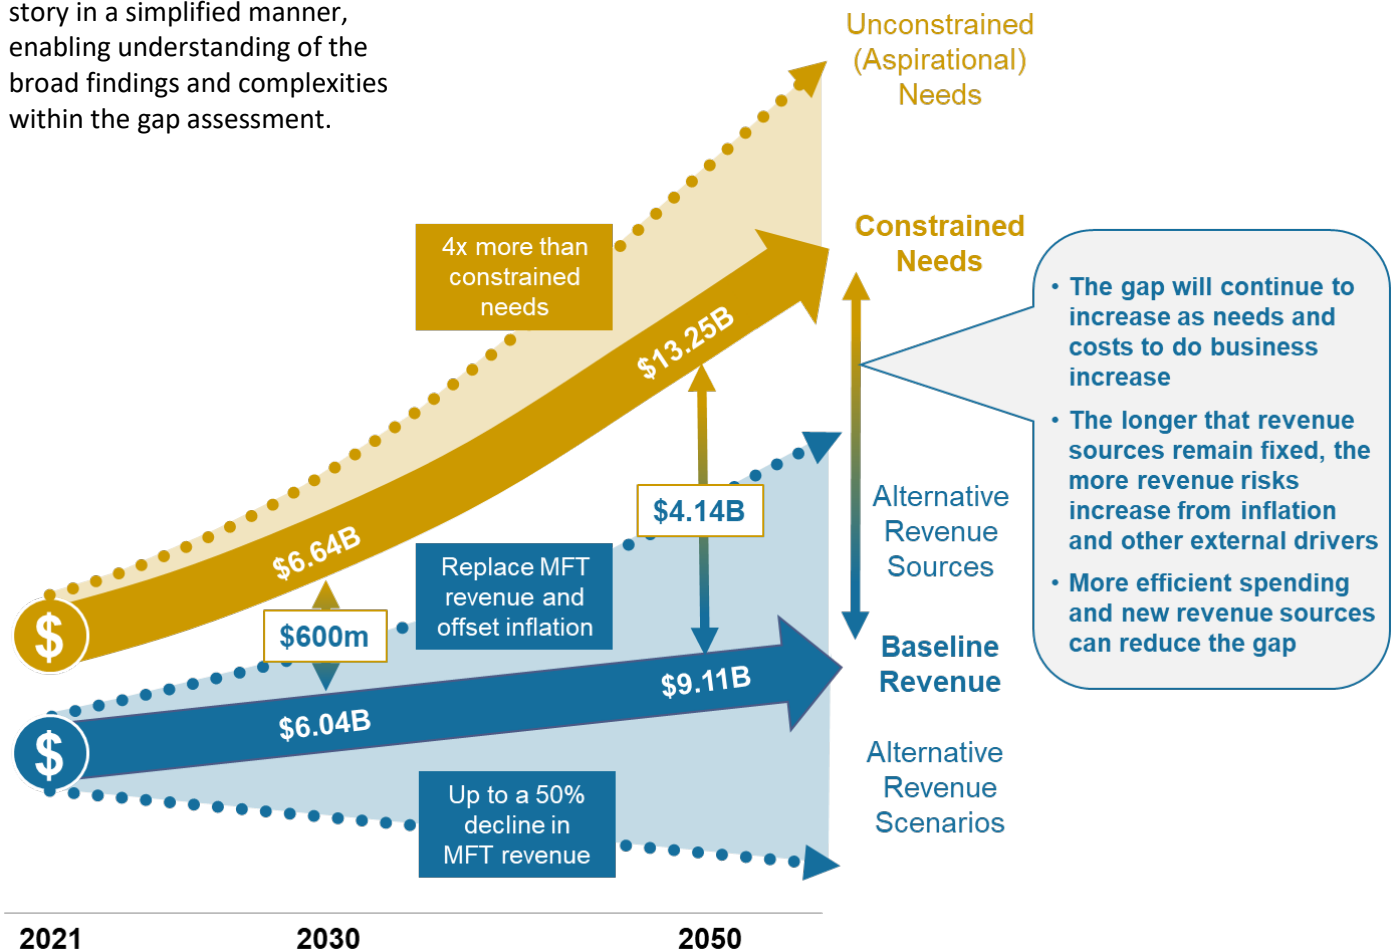 story in a simplified manner,
enabling understanding of the
broad findings and complexities
within the gap assessment.
Unconstrained
(Aspirational)
Needs
4x more than
constrained
needs
Constrained
Needs
$13.25B
$6.64B
$4.14B
$600m
Replace MFT
revenue and
offset inflation
Alternative
Revenue
Sources
$
$
$6.04B
$9.11B
Baseline
Revenue
Up to a 50%
decline in
MFT revenue
Alternative
Revenue
Scenarios
• The gap will continue to
increase as needs and
costs to do business
increase
• The longer that revenue
sources remain fixed, the
more revenue risks
increase from inflation
and other external drivers
• More efficient spending
and new revenue sources
can reduce the gap
2021
2030
2050